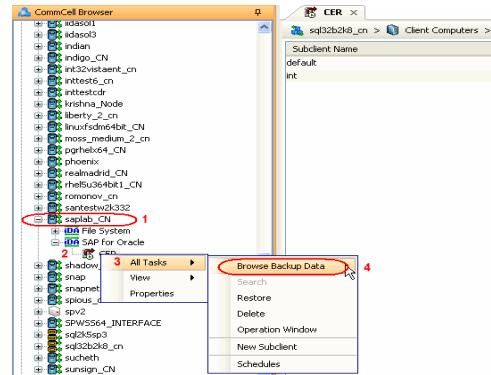 CommCell Browser
CER
sql32b2k8_cn > Client Computers >
Subclient Name
default
int
iidasol1
iidasol3
indian
indigo_CN
int32vistaent_cn
inttest6_cn
inttestcdr
krishna_Node
liberty_2_cn
linuxfsdm64bit_CN
moss_medium_2_cn
pgrhelx64_CN
phoenix
realmadrid_CN
rhel5u364bit1_CN
romonov_cn
santestw2k332
saplab_CN 1
iDA File System
iDA SAP for Oracle
2 CER
shadow
snap
snapnet
spious_c
spv2
SPWSS64_INTERFACE
sql2k5sp3
sql32b2k8_cn
sucheth
sunsign_CN
3 All Tasks
View
Properties
Browse Backup Data 4
Search
Restore
Delete
Operation Window
New Subclient
Schedules